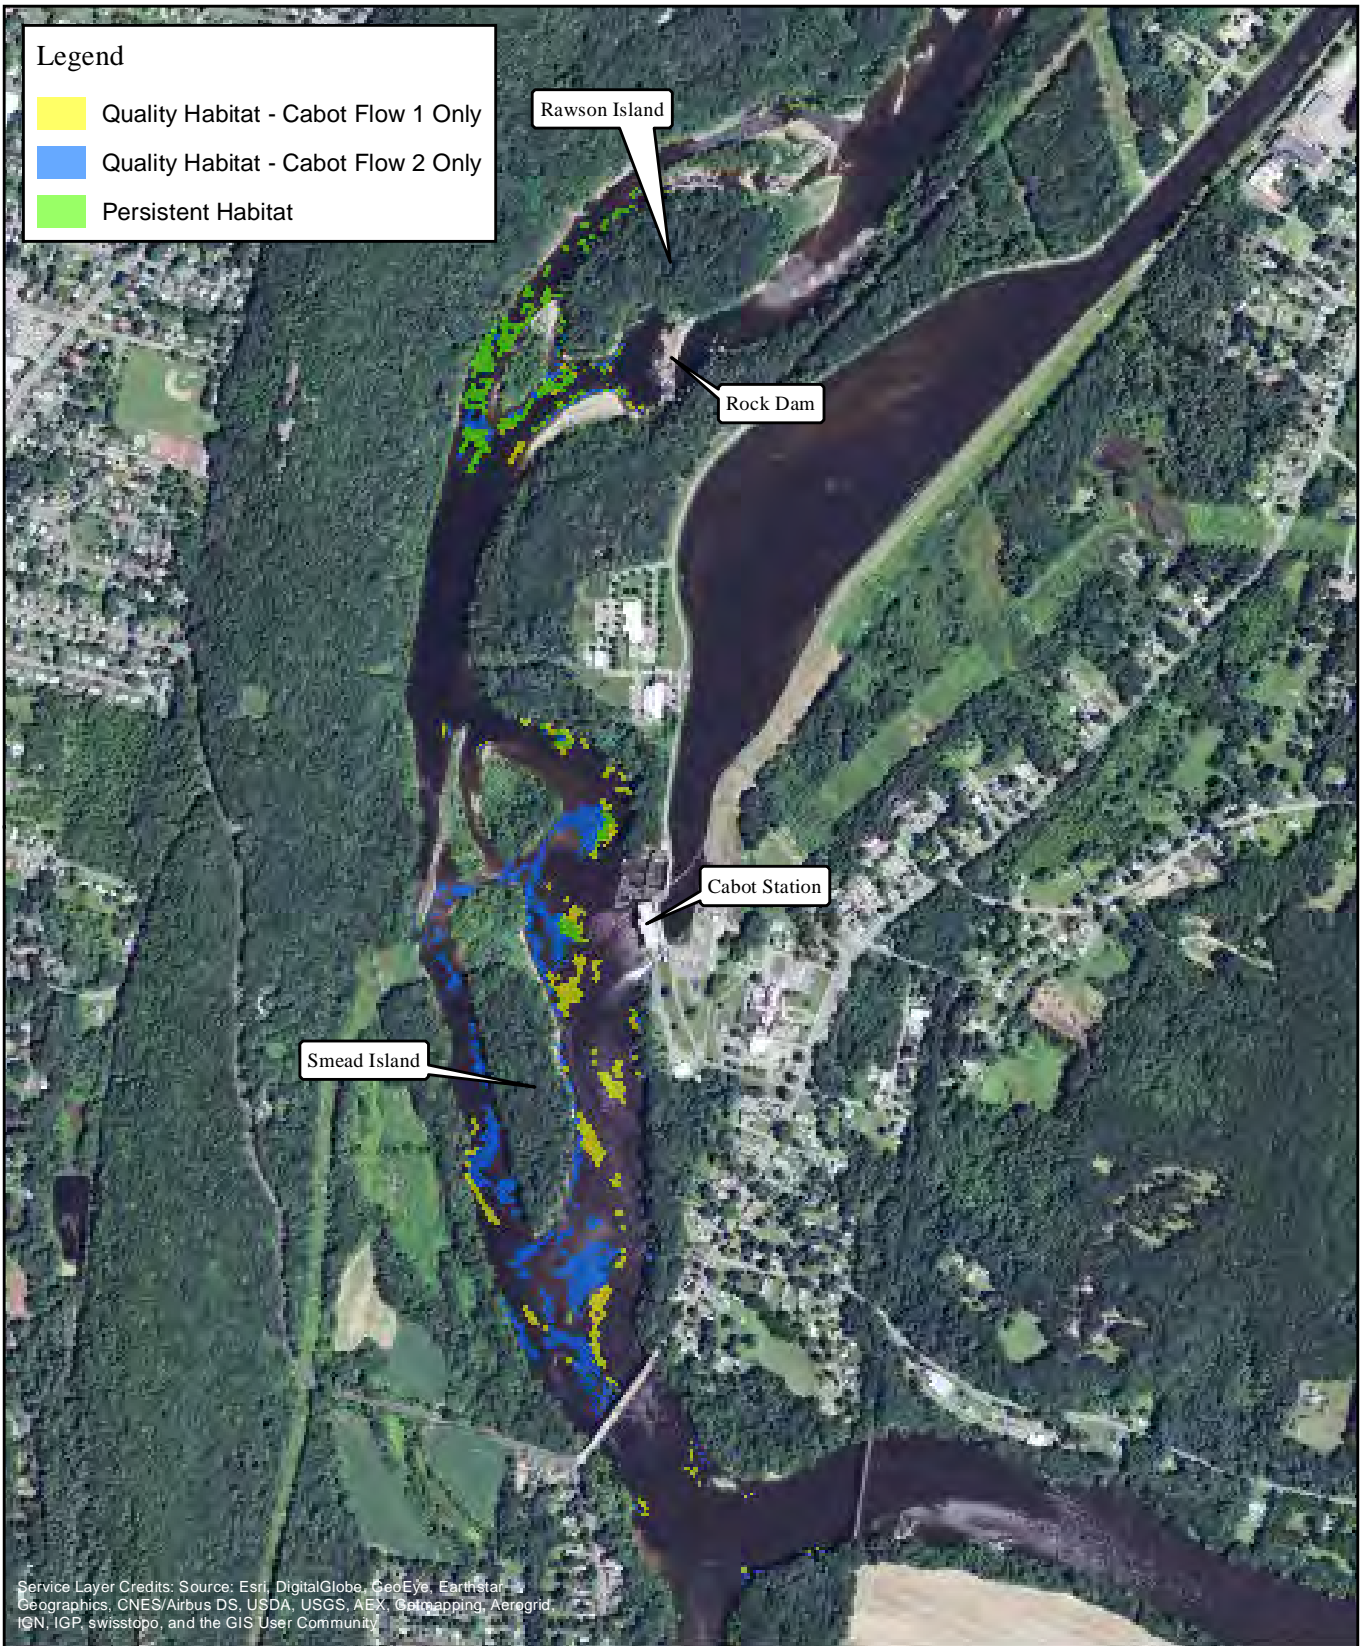 Legend
Quality Habitat - Cabot Flow 1 Only
Quality Habitat - Cabot Flow 2 Only
Persistent Habitat
Rawson Island
Rock Dam
Cabot Station
Smead Island
Service Layer Credits: Source: Esri, DigitalGlobe, GeoEye, Earthstar
Geographics, CNES/Airbus DS, USDA, USGS, AEX, Getmapping, Aerogrid,
IGN, IGP, swisstopo, and the GIS User Community